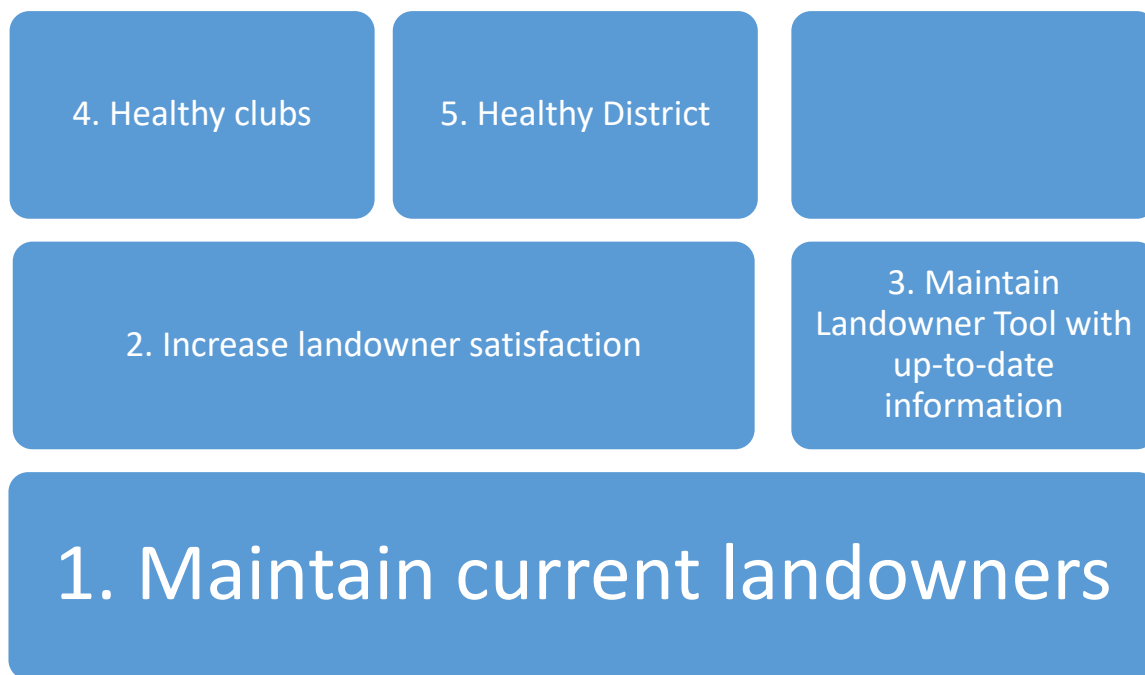 4. Healthy clubs
5. Healthy District
2. Increase landowner satisfaction
3. Maintain
Landowner Tool with
up-to-date
information
1. Maintain current landowners